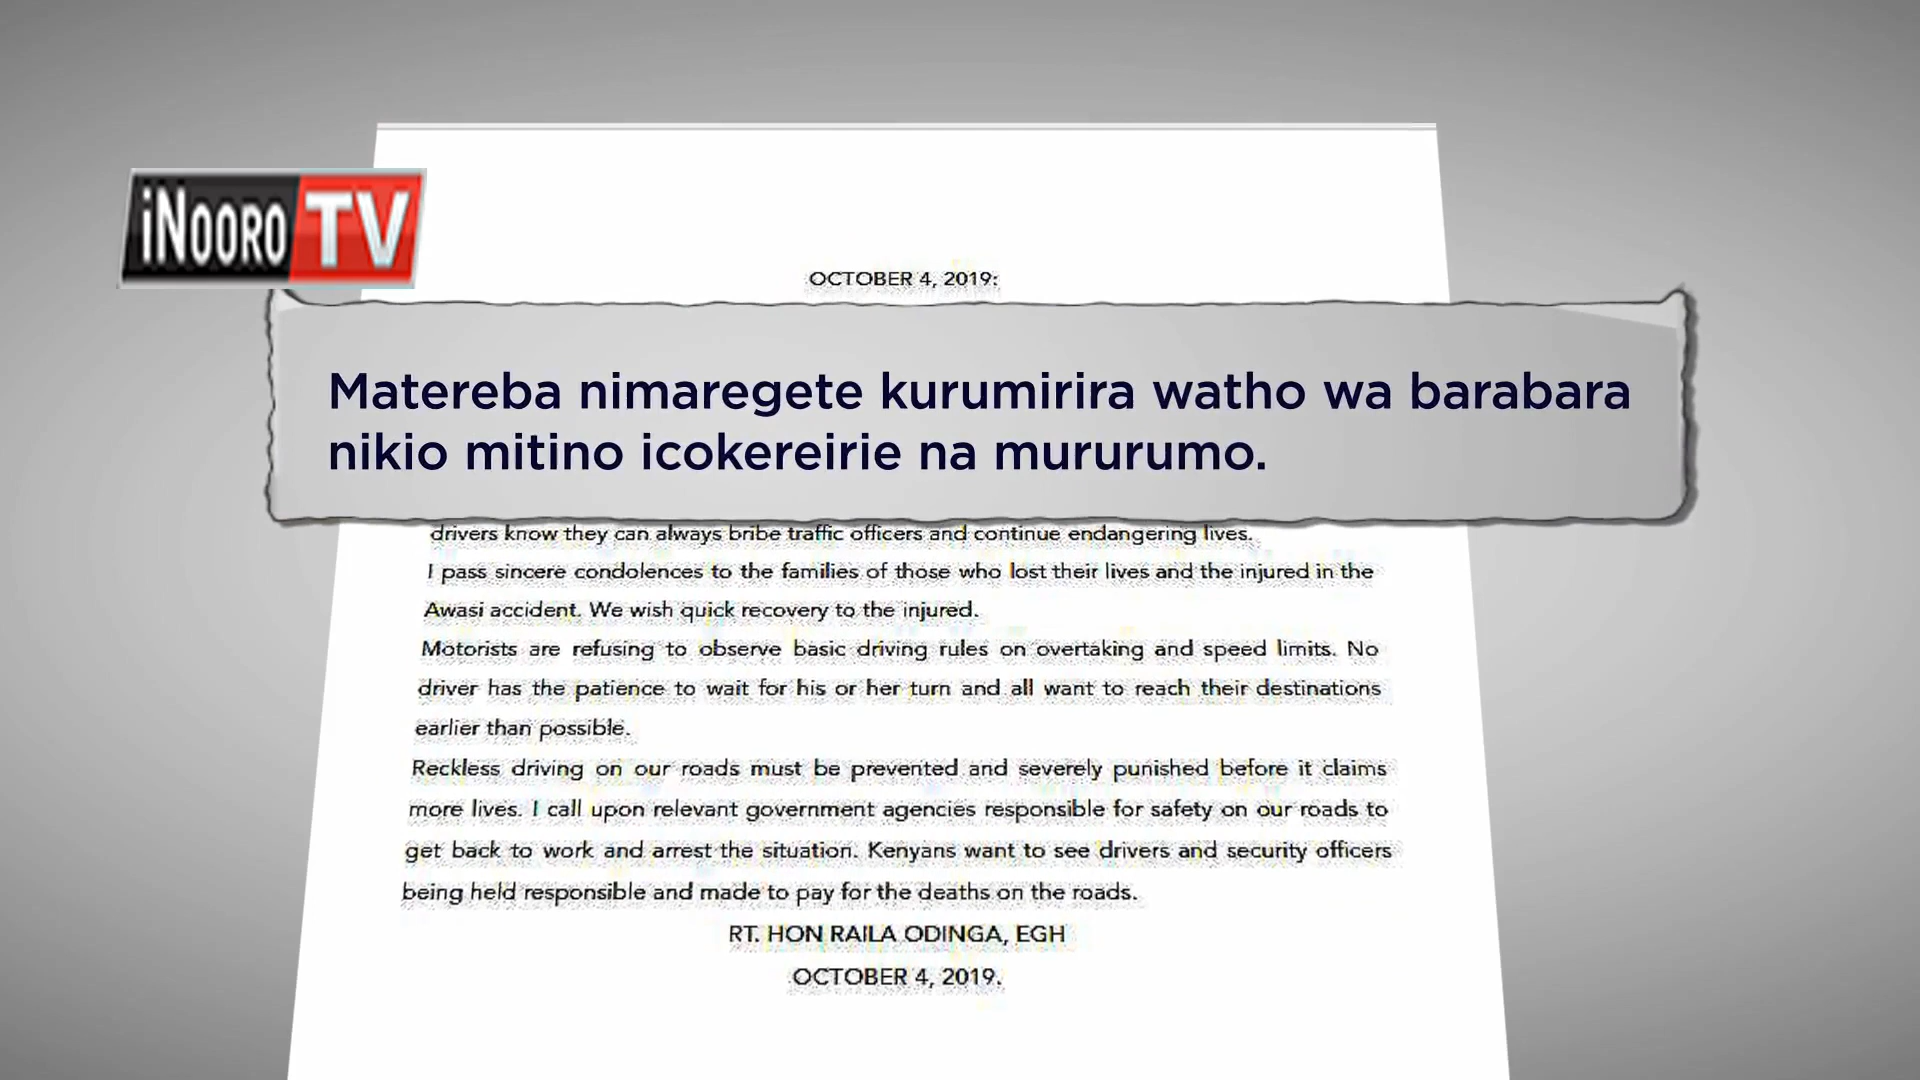 iNOORO TV
OCTOBER 4, 2019:
Matereba nimaregete kurumirira watho wa barabara
nikio mitino icokereirie na mururumo.
drivers know they can always bribe traffic officers and continue endangering lives.
I pass sincere condolences to the families of those who lost their lives and the injured in the
Awasi accident. We wish quick recovery to the injured.
Motorists are refusing to observe basic driving rules on overtaking and speed limits. No
driver has the patience to wait for his or her turn and all want to reach their destinations
earlier than possible.
Reckless driving on our roads must be prevented and severely punished before it claims
more lives. I call upon relevant government agencies responsible for safety on our roads to
get back to work and arrest the situation. Kenyans want to see drivers and security officers
being held responsible and made to pay for the deaths on the roads.
RT. HON RAILA ODINGA, EGH
OCTOBER 4, 2019.